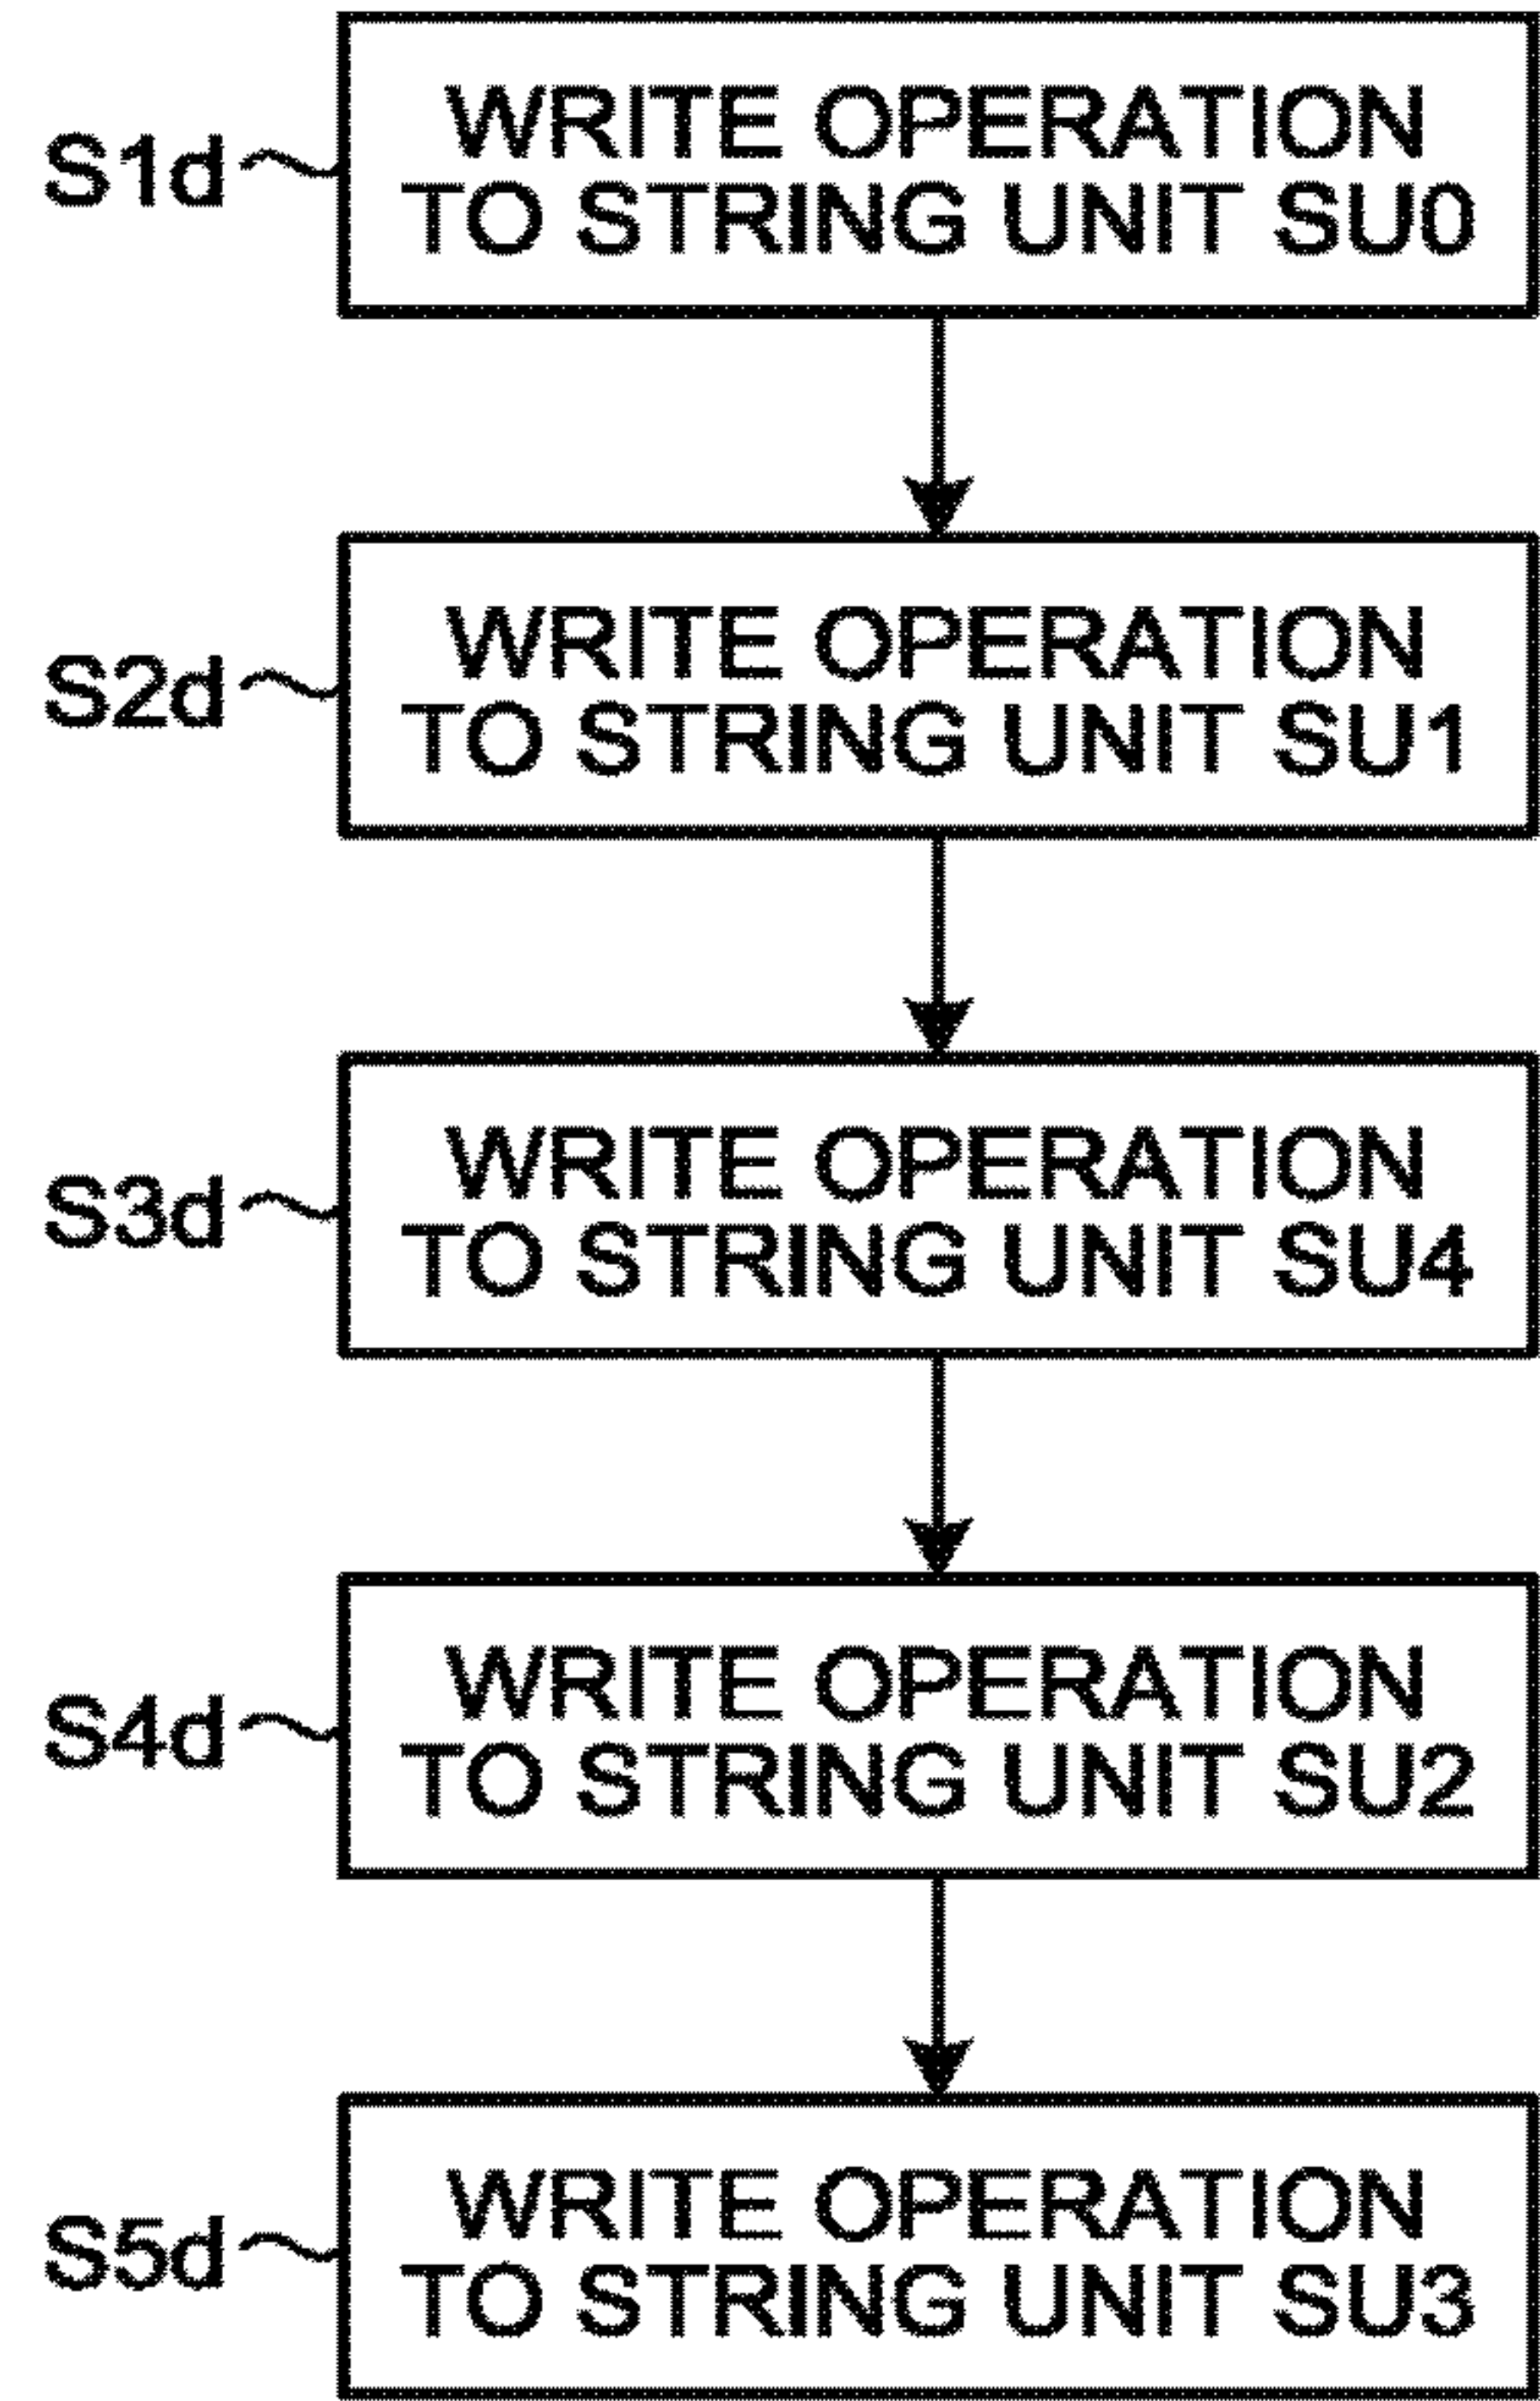 S1d
WRITE OPERATION
TO STRING UNIT SU0
S2d
WRITE OPERATION
TO STRING UNIT SU1
S3d
WRITE OPERATION
TO STRING UNIT SU4
S4d
WRITE OPERATION
TO STRING UNIT SU2
S5d
WRITE OPERATION
TO STRING UNIT SU3